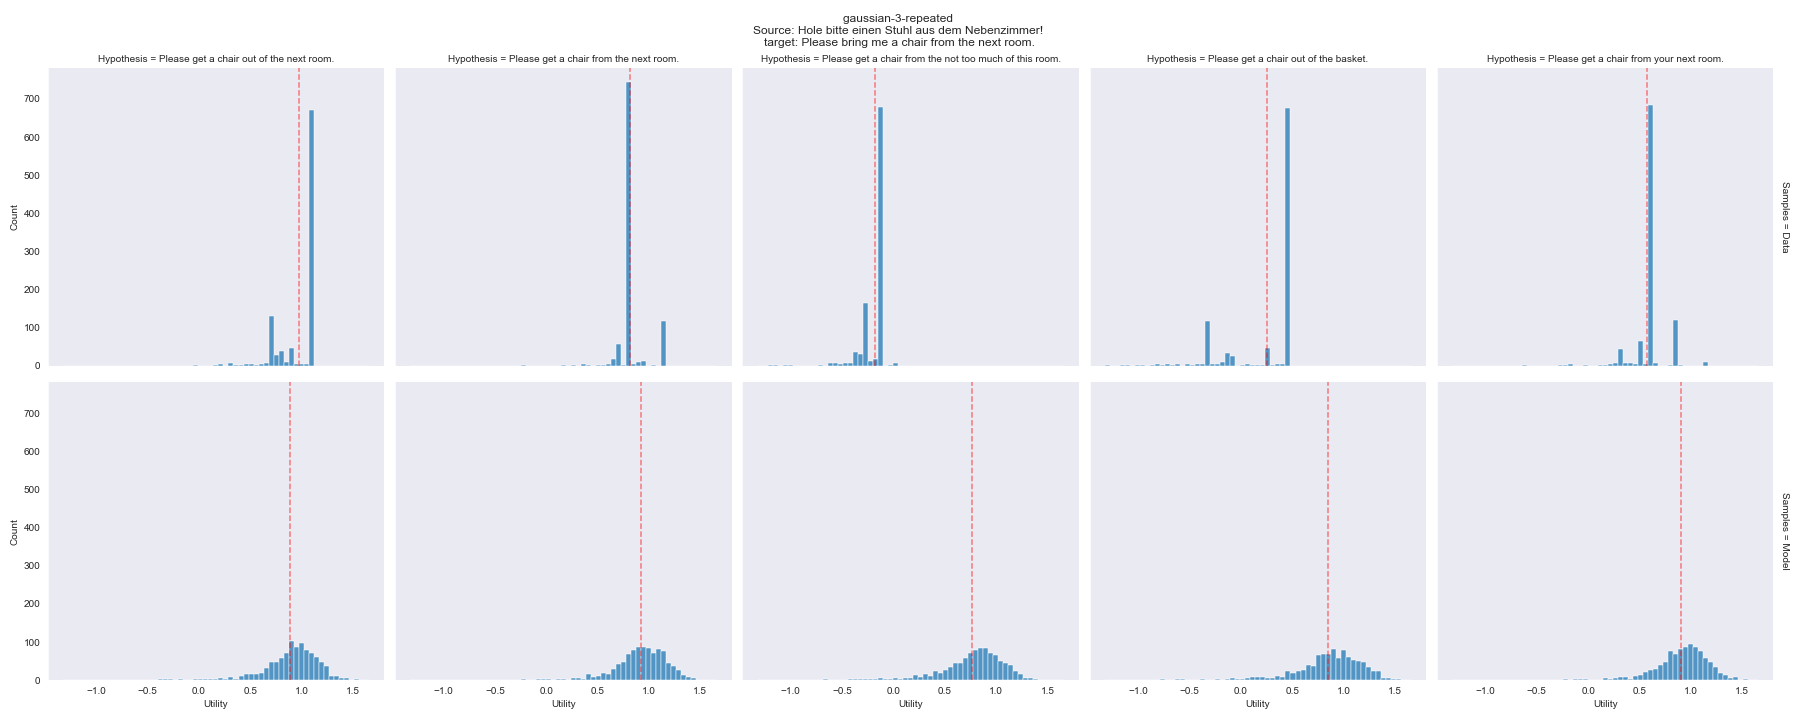 gaussian-3-repeated
Source: Hole bitte einen Stuhl aus dem Nebenzimmer!
target: Please bring me a chair from the next room.
Hypothesis = Please get a chair out of the next room.
Hypothesis = Please get a chair from the next room.
Hypothesis = Please get a chair from the not too much of this room.
Hypothesis = Please get a chair out of the basket.
Hypothesis = Please get a chair from your next room.
700
600
500
400
300
200
100
0
Count
Samples = Data
700
600
500
400
300
200
100
0
Count
Samples = Model
−1.0 −0.5 0.0 0.5 1.0 1.5
−1.0 −0.5 0.0 0.5 1.0 1.5
−1.0 −0.5 0.0 0.5 1.0 1.5
−1.0 −0.5 0.0 0.5 1.0 1.5
−1.0 −0.5 0.0 0.5 1.0 1.5
Utility
Utility
Utility
Utility
Utility